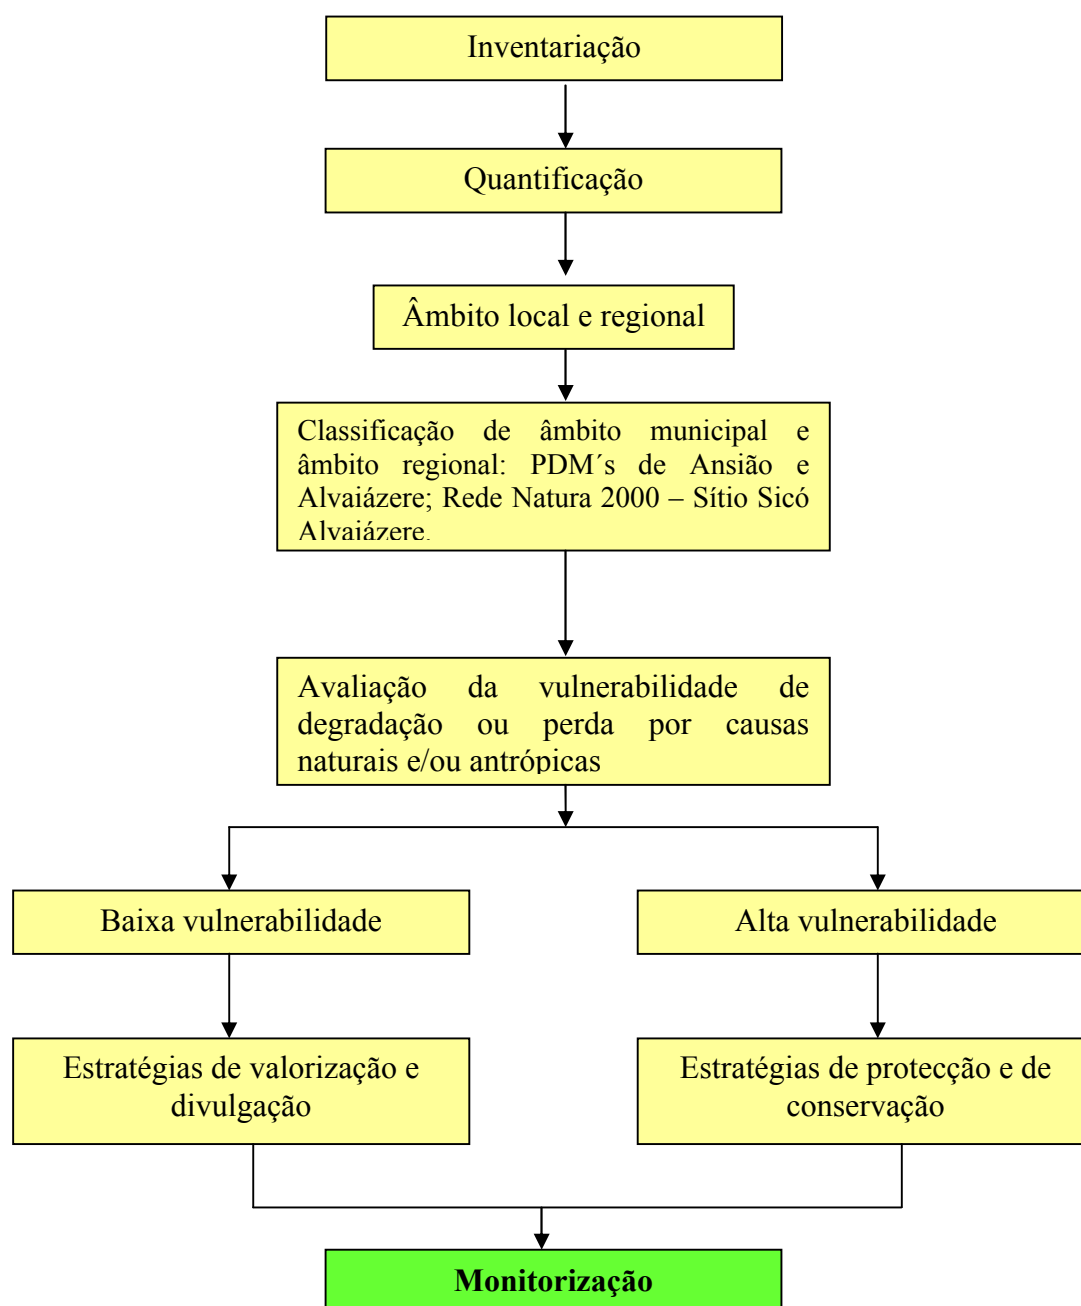 Inventariação
Quantificação
Âmbito local e regional
Classificação de âmbito municipal e
âmbito regional: PDM´s de Ansião e
Alvaiázere; Rede Natura 2000 – Sítio Sicó
Alvaiázere.
Avaliação da vulnerabilidade de
degradação ou perda por causas
naturais e/ou antrópicas
Baixa vulnerabilidade
Alta vulnerabilidade
Estratégias de valorização e
divulgação
Estratégias de protecção e de
conservação
Monitorização